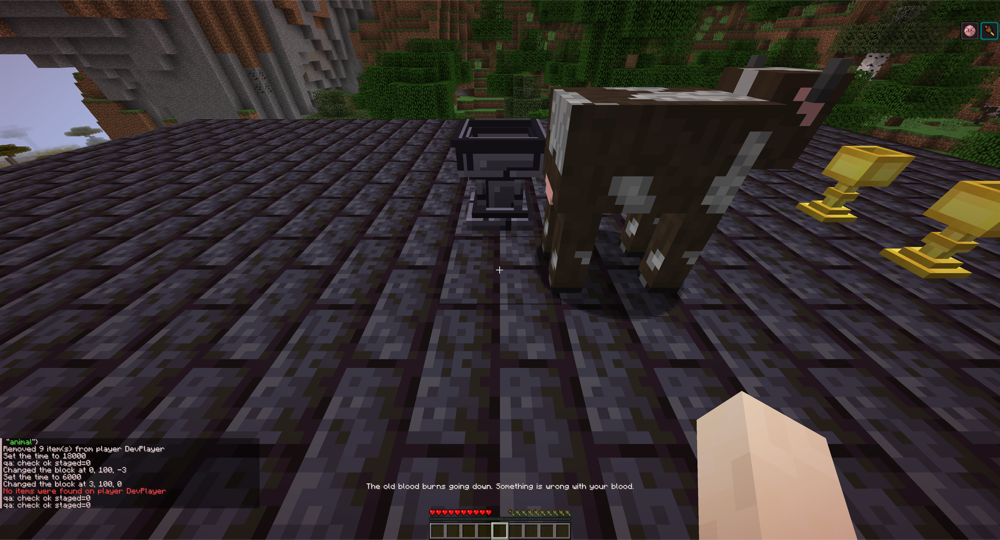 "animal")
Removed 9 item(s) from player DevPlayer
Set the time to 18000
qa: check ok staged=0
Changed the block at 0, 100, -3
Set the time to 6000
Changed the block at 3, 100, 0
No items were found on player DevPlayer
qa: check ok staged=0
qa: check ok staged=0
The old blood burns going down. Something is wrong with your blood.